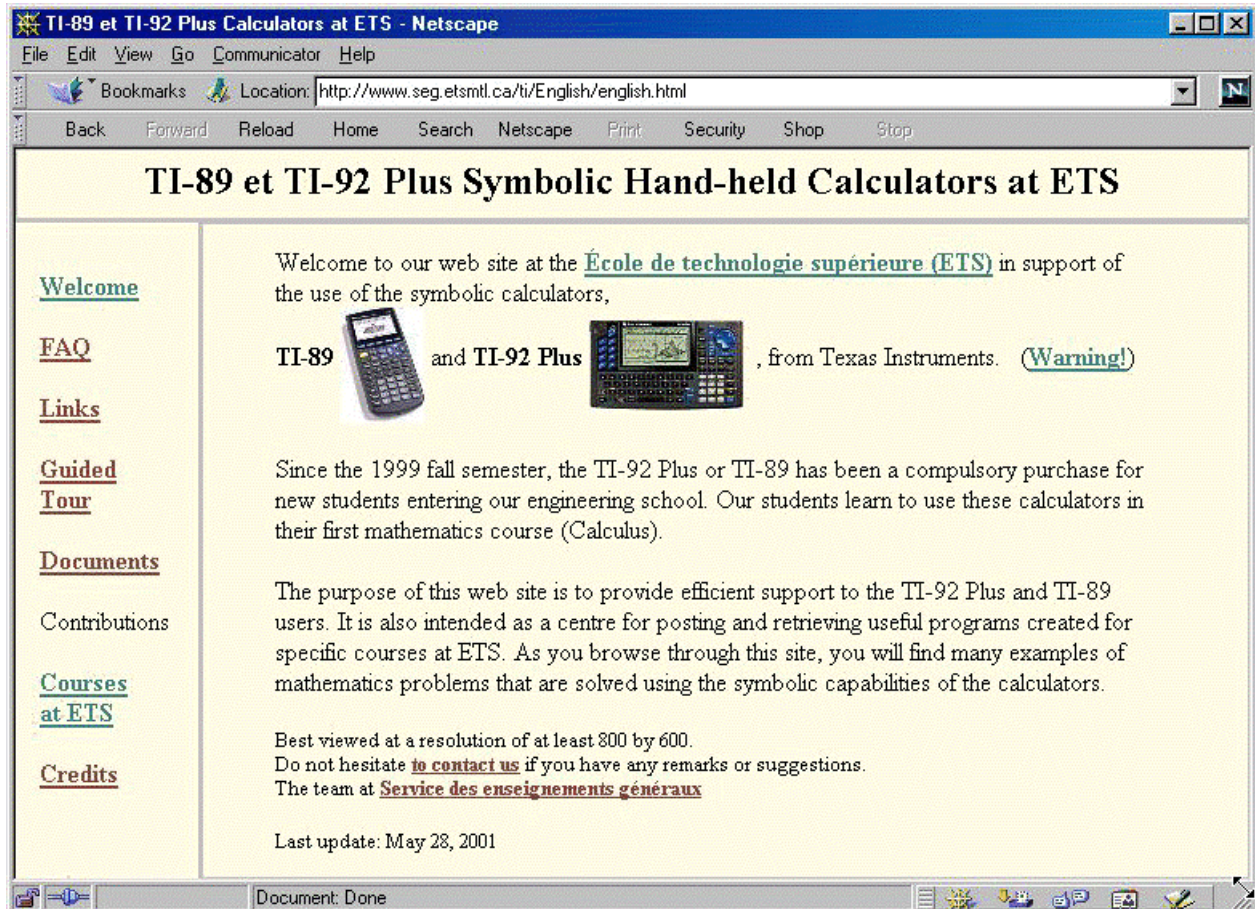 TI-89 et TI-92 Plus Calculators at ETS - Netscape
File Edit View Go Communicator Help
Bookmarks Location: http://www.seg.etsmtl.ca/ti/English/english.html
N
Back Forward Reload Home Search Netscape Print Security Shop Stop
TI-89 et TI-92 Plus Symbolic Hand-held Calculators at ETS
Welcome
FAQ
Links
Guided
Tour
Documents
Contributions
Courses
at ETS
Credits
Welcome to our web site at the École de technologie supérieure (ETS) in support of
the use of the symbolic calculators,
TI-89 and TI-92 Plus , from Texas Instruments. (Warning!)
Since the 1999 fall semester, the TI-92 Plus or TI-89 has been a compulsory purchase for
new students entering our engineering school. Our students learn to use these calculators in
their first mathematics course (Calculus).
The purpose of this web site is to provide efficient support to the TI-92 Plus and TI-89
users. It is also intended as a centre for posting and retrieving useful programs created for
specific courses at ETS. As you browse through this site, you will find many examples of
mathematics problems that are solved using the symbolic capabilities of the calculators.
Best viewed at a resolution of at least 800 by 600.
Do not hesitate to contact us if you have any remarks or suggestions.
The team at Service des enseignements généraux
Last update: May 28, 2001
Document: Done